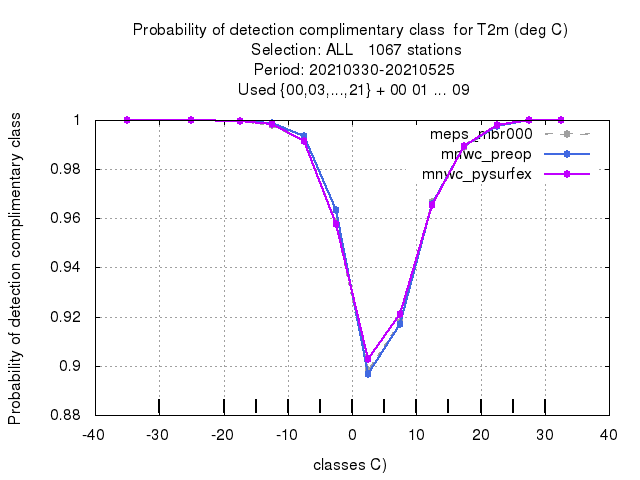 Probability of detection complimentary class  for T2m (deg C)
Selection: ALL   1067 stations
Period: 20210330-20210525
Used {00,03,...,21} + 00 01 ... 09
Probability of detection complimentary class
1
0.98
0.96
0.94
0.92
0.9
0.88
meps_mbr000
mnwc_preop
mnwc_pysurfex
-40 -30 -20 -10 0 10 20 30 40
classes C)